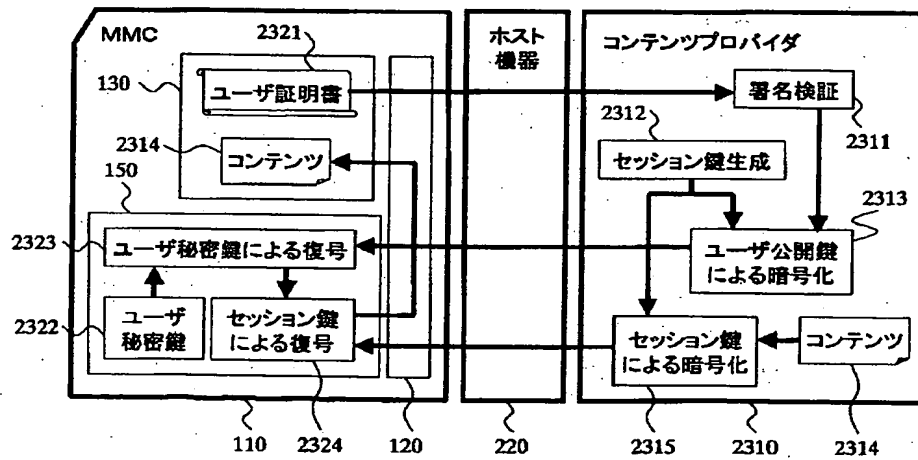 MMC
2321
ホスト
機器
コンテンツプロバイダ
130
ユーザ証明書
署名検証
2312
2311
2314
コンテンツ
セッション鍵生成
150
2313
2323
ユーザ秘密鍵による復号
ユーザ公開鍵
による暗号化
2322
ユーザ
秘密鍵
セッション鍵
による復号
セッション鍵
による暗号化
コンテンツ
110
2324
120
220
2315
2310
2314